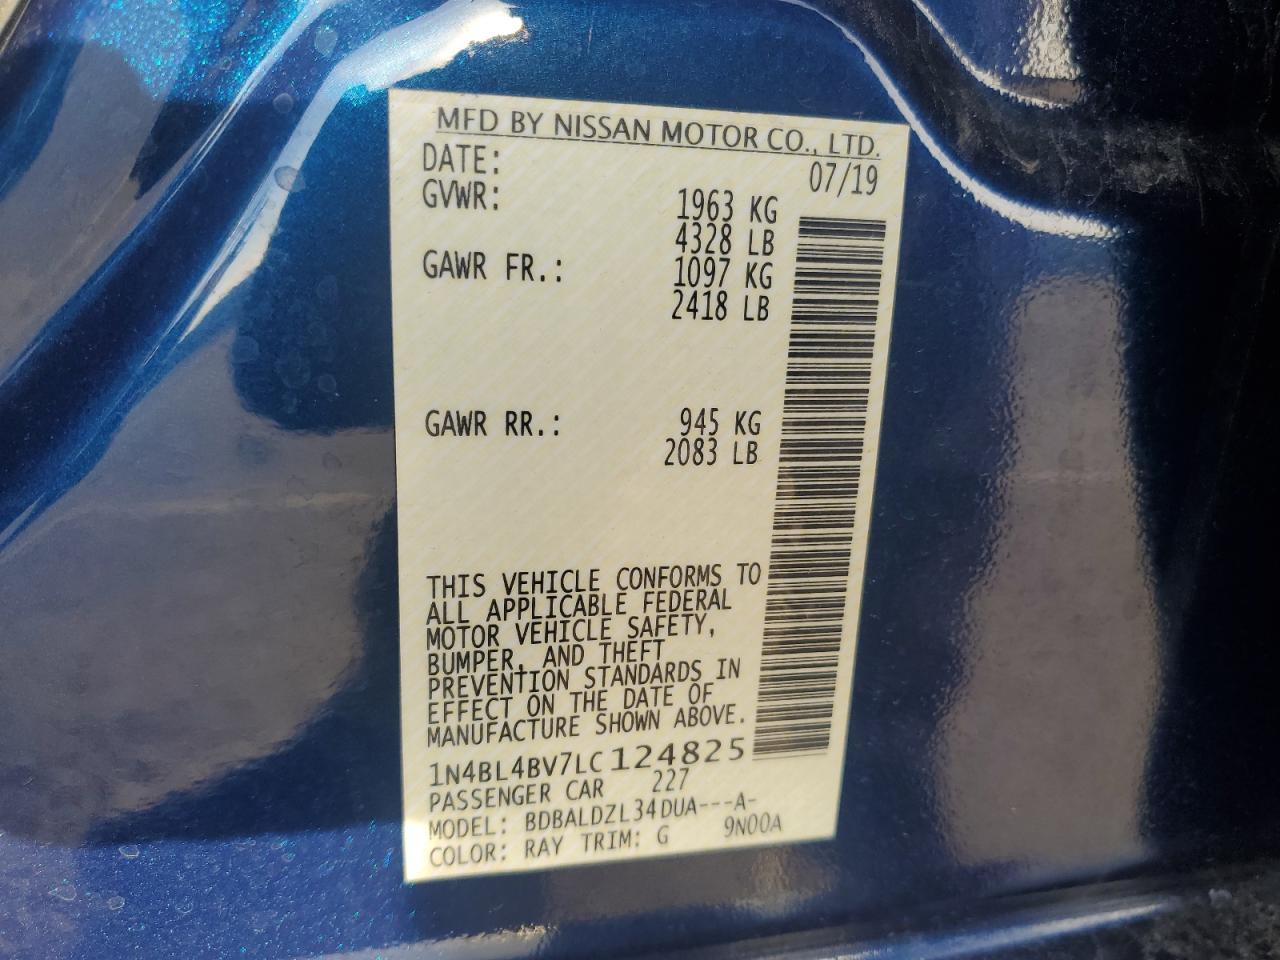 MFD BY NISSAN MOTOR CO., LTD.
DATE: 07/19
GVWR: 1963 KG
4328 LB
GAWR FR.: 1097 KG
2418 LB
GAWR RR.: 945 KG
2083 LB
THIS VEHICLE CONFORMS TO
ALL APPLICABLE FEDERAL
MOTOR VEHICLE SAFETY,
BUMPER, AND THEFT
PREVENTION STANDARDS IN
EFFECT ON THE DATE OF
MANUFACTURE SHOWN ABOVE.
1N4BL4BV7LC124825
PASSENGER CAR 227
MODEL: BDBALDZL34DUA---A-
COLOR: RAY TRIM: G 9N00A